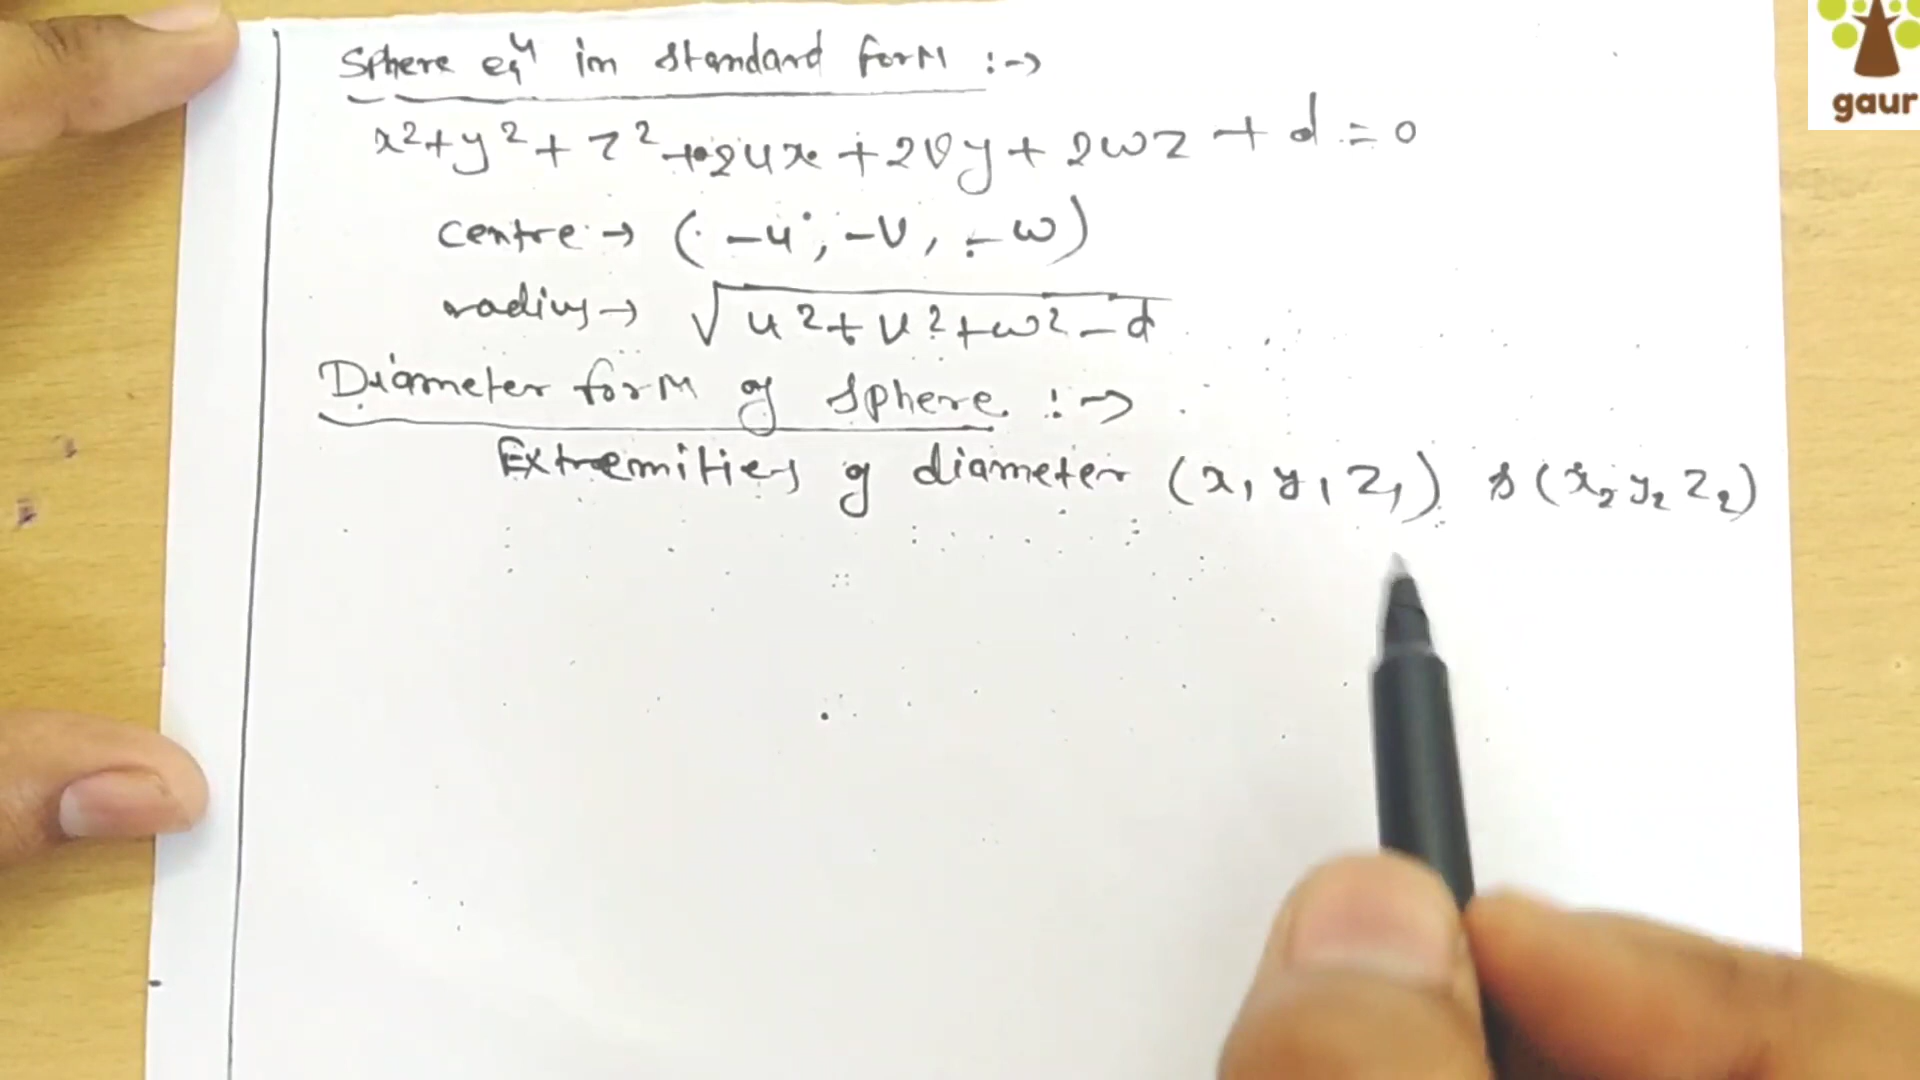 Sphere eqⁿ in standard form :→
x²+y²+z²+2ux+2vy+2wz+d=0
centre → (-u, -v, -w)
radius → √u²+v²+w²-d
Diameter form of sphere :→
Extremities of diameter (x₁ y₁ z₁) & (x₂ y₂ z₂)
gaur